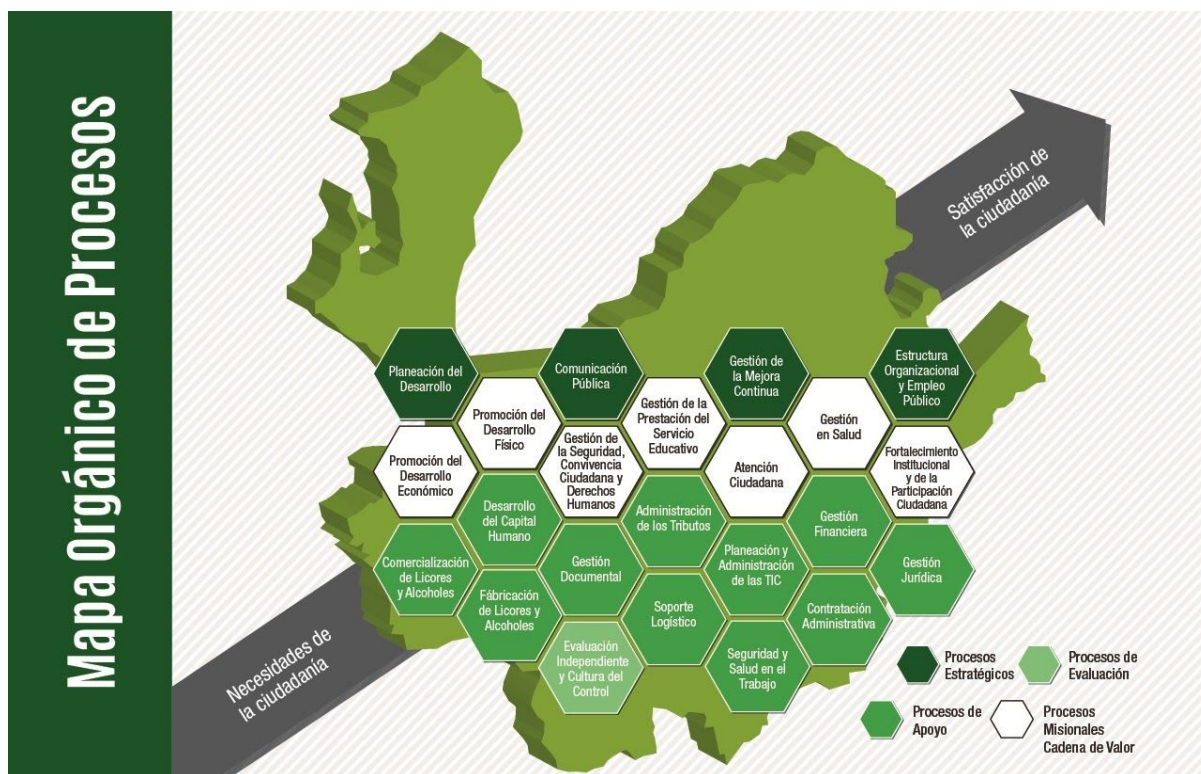 Mapa Orgánico de Procesos
Satisfacción de
la ciudadanía
Planeación del
Desarrollo
Comunicación
Pública
Gestión de
la Mejora
Continua
Estructura
Organizacional
y Empleo
Público
Promoción del
Desarrollo
Físico
Gestión de la
Prestación del
Servicio
Educativo
Gestión
en Salud
Promoción del
Desarrollo
Económico
Gestión de
la Seguridad,
Convivencia
Ciudadana y
Derechos
Humanos
Atención
Ciudadana
Fortalecimiento
Institucional
y de la
Participación
Ciudadana
Desarrollo
del Capital
Humano
Administración
de los Tributos
Gestión
Financiera
Comercialización
de Licores
y Alcoholes
Gestión
Documental
Planeación y
Administración
de las TIC
Gestión
Jurídica
Fábricación
de Licores y
Alcoholes
Soporte
Logístico
Contratación
Administrativa
Evaluación
Independiente
y Cultura del
Control
Seguridad y
Salud en el
Trabajo
Necesidades de
la ciudadanía
Procesos
Estratégicos
Procesos de
Evaluación
Procesos de
Apoyo
Procesos
Misionales
Cadena de Valor